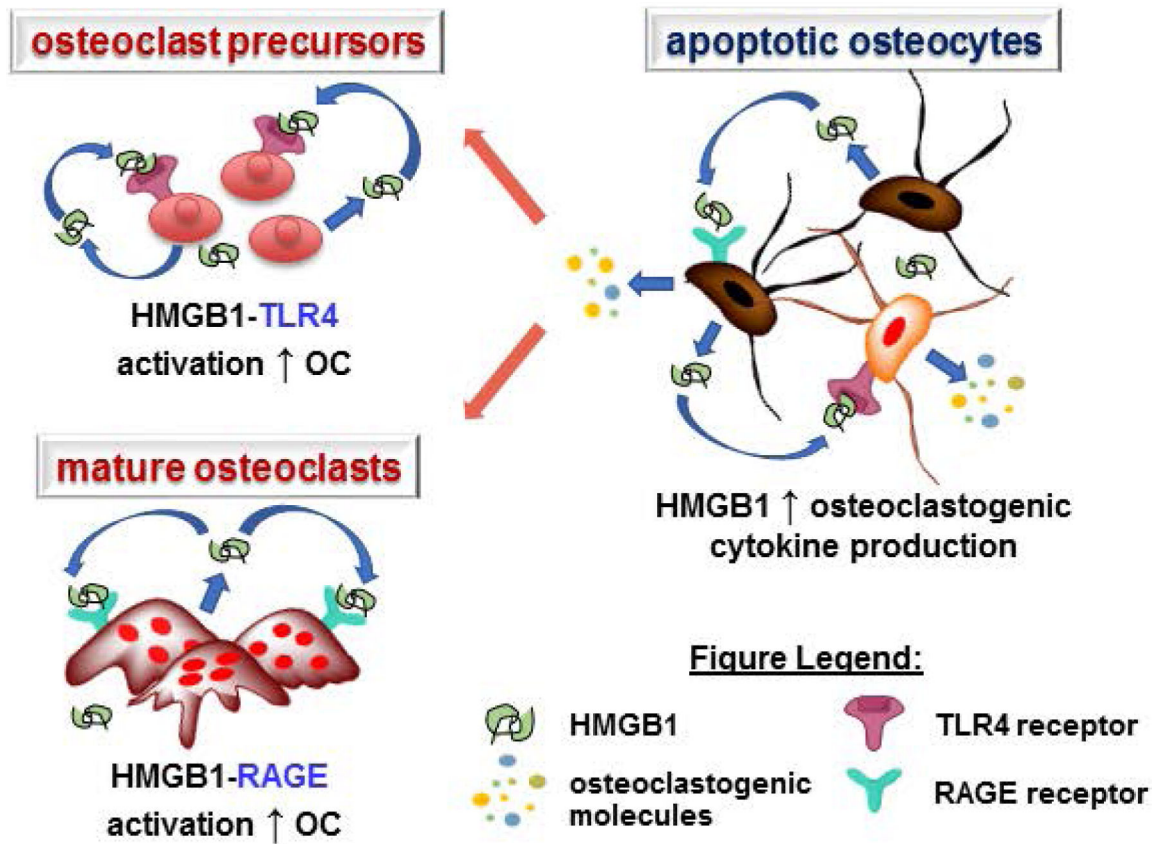 osteoclast precursors
HMGB1-TLR4
activation ↑ OC
apoptotic osteocytes
HMGB1 ↑ osteoclastogenic
cytokine production
mature osteoclasts
HMGB1-RAGE
activation ↑ OC
Figure Legend:
HMGB1
TLR4 receptor
osteoclastogenic
molecules
RAGE receptor